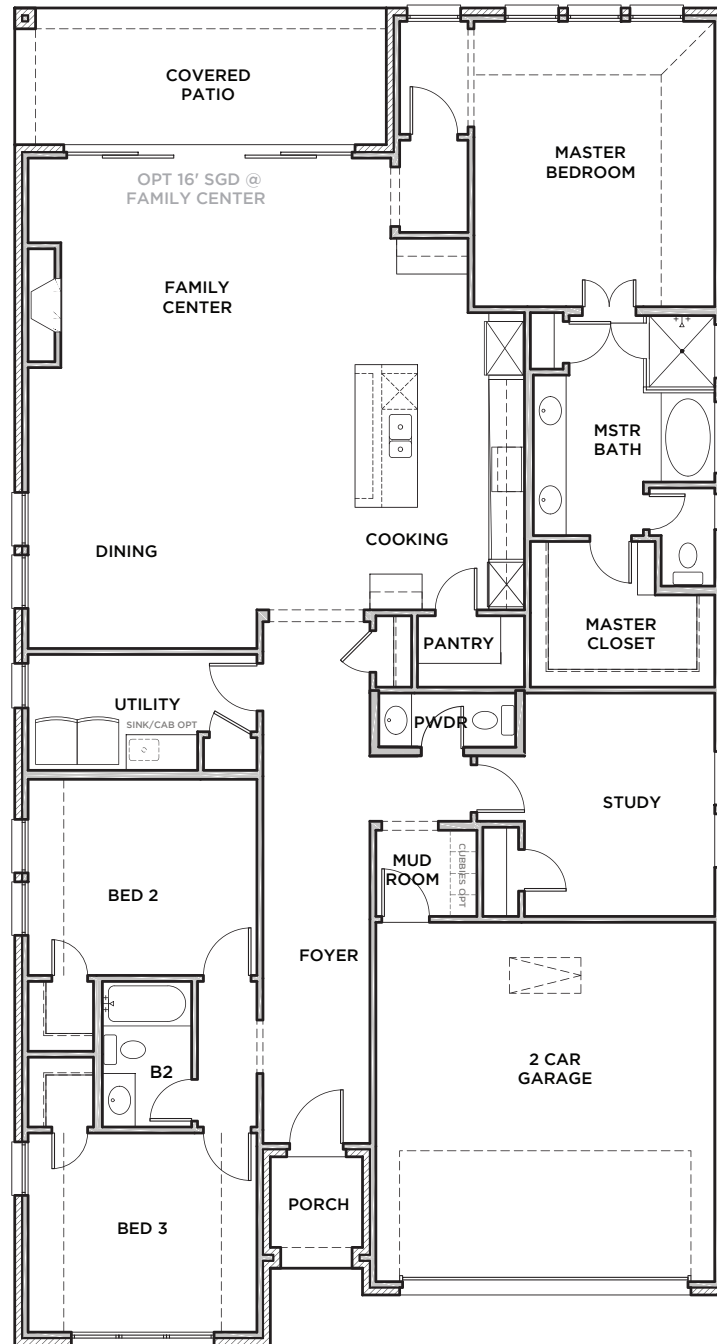 COVERED
PATIO
OPT 16' SGD @
FAMILY CENTER
MASTER
BEDROOM
FAMILY
CENTER
MSTR
BATH
DINING
COOKING
PANTRY
MASTER
CLOSET
UTILITY
SINK/CAB OPT
PWDR
STUDY
MUD
ROOM
CUBBIES OPT
BED 2
FOYER
B2
2 CAR
GARAGE
PORCH
BED 3